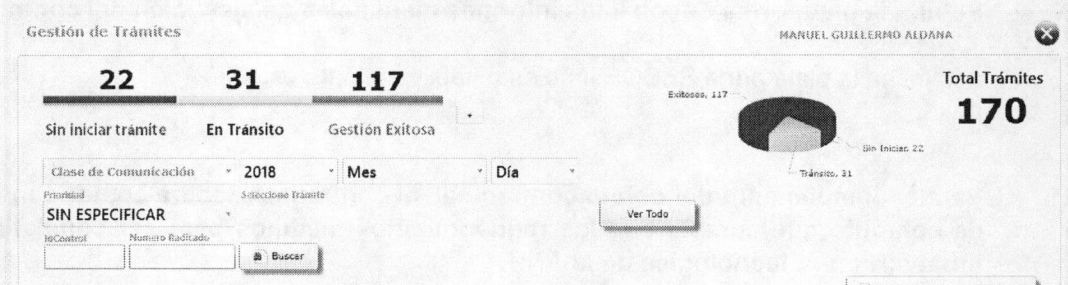 Gestión de Trámites
MANUEL GUILLERMO ALDANA
22 31 117
Sin iniciar trámite En Tránsito Gestión Exitosa
Exitosos, 117
Sin Iniciar, 22
Tránsito, 31
Total Trámites
170
Clase de Comunicación 2018 Mes Día
Prioridad Seleccione Trámite
SIN ESPECIFICAR
Ver Todo
IdControl Numero Radicado
Buscar